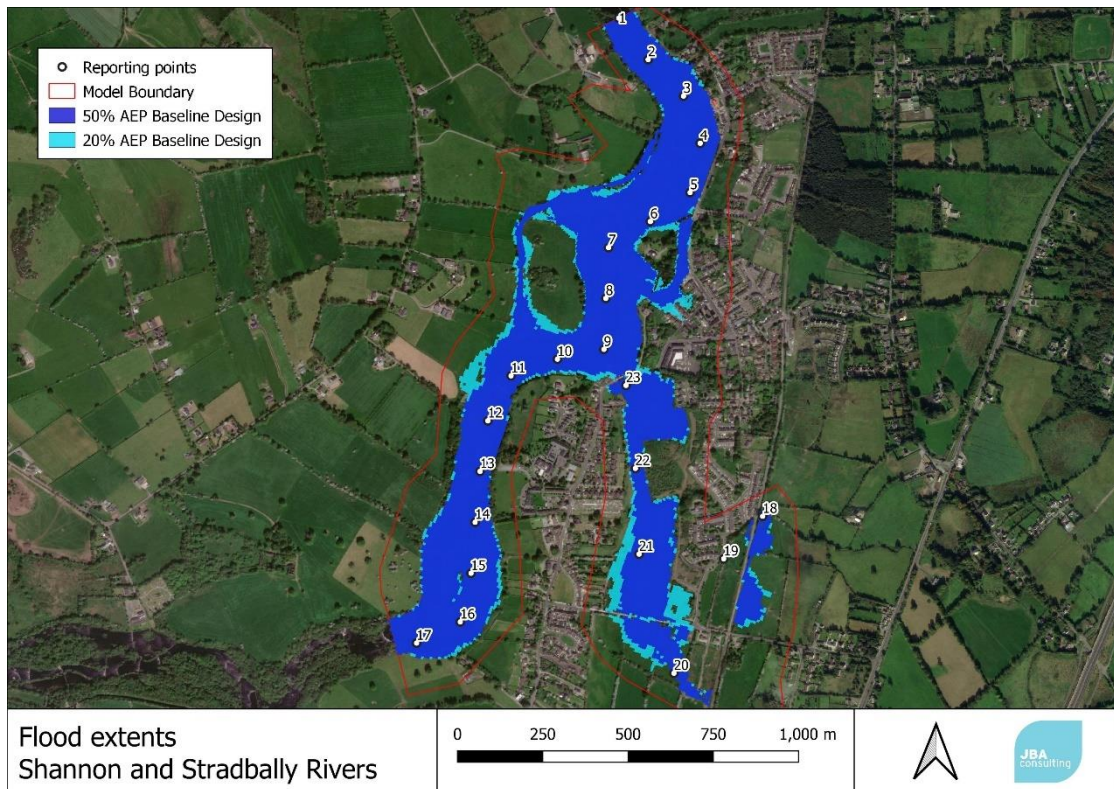 Reporting points
Model Boundary
50% AEP Baseline Design
20% AEP Baseline Design
1
2
3
4
5
6
7
8
9
10
11
23
12
22
13
18
14
19
21
15
16
17
20
Flood extents
Shannon and Stradbally Rivers
0 250 500 750 1,000 m
JBA
consulting